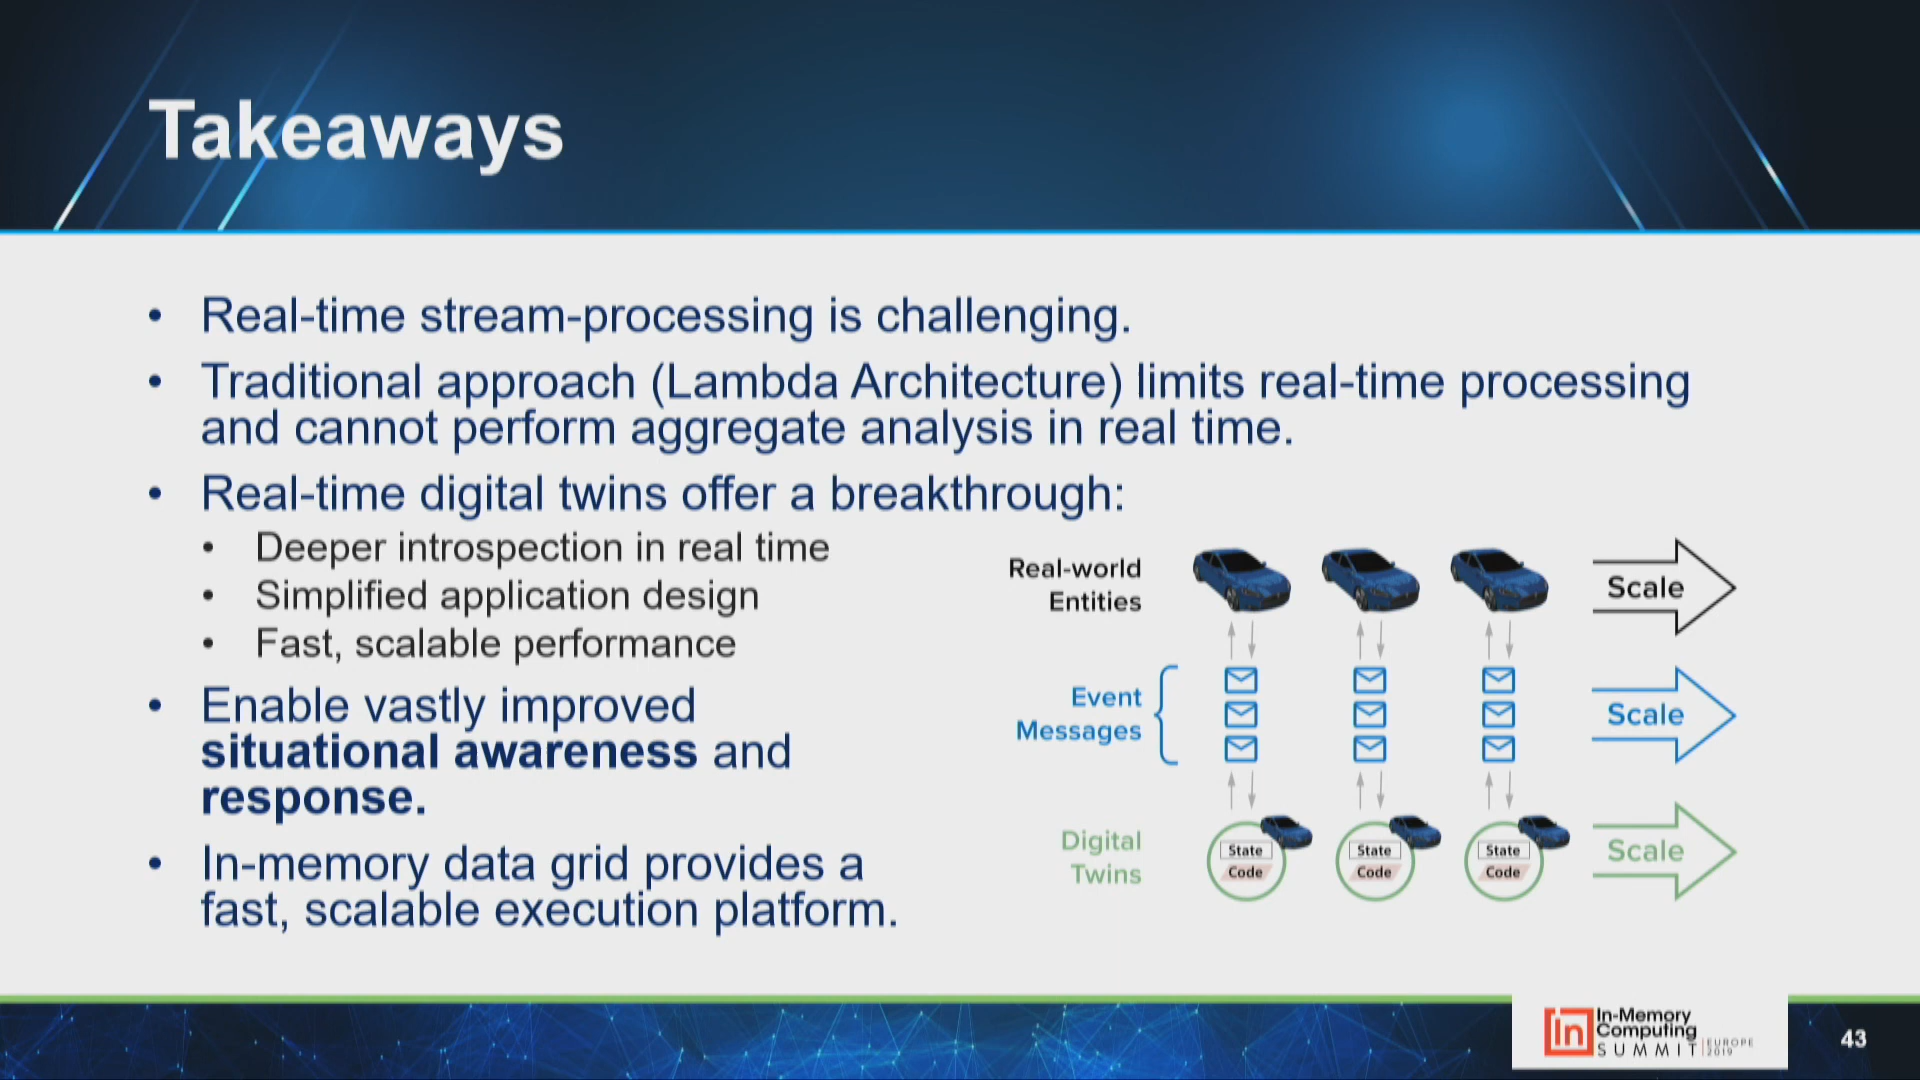 Takeaways
• Real-time stream-processing is challenging.
• Traditional approach (Lambda Architecture) limits real-time processing
and cannot perform aggregate analysis in real time.
• Real-time digital twins offer a breakthrough:
• Deeper introspection in real time
• Simplified application design
• Fast, scalable performance
• Enable vastly improved
situational awareness and
response.
• In-memory data grid provides a
fast, scalable execution platform.
Real-world
Entities
Scale
Event
Messages
Scale
Digital
Twins
State
Code
State
Code
State
Code
Scale
in
In-Memory
Computing
SUMMIT
EUROPE
2019
43